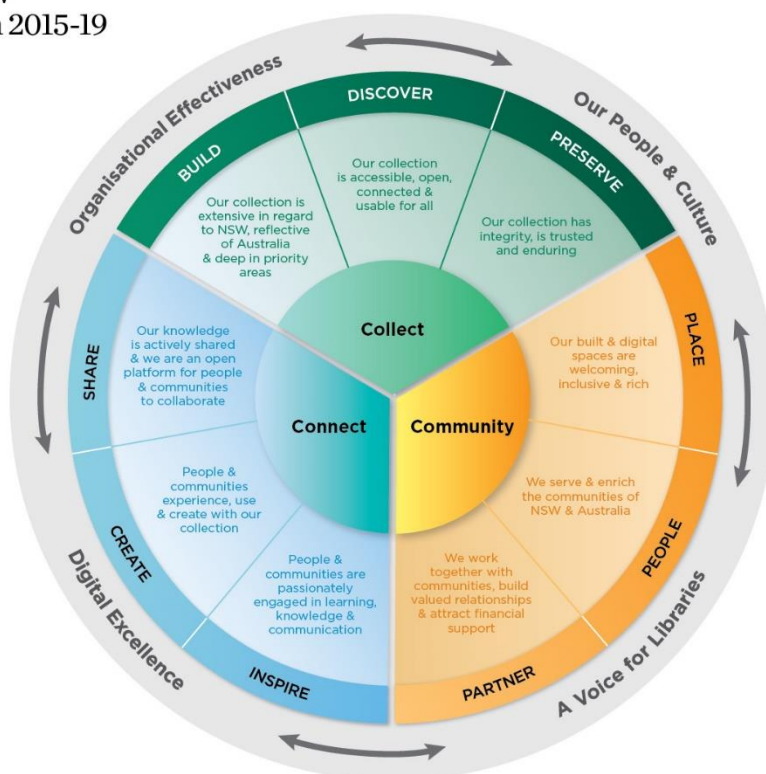 2015-19
Organisational Effectiveness
Our People & Culture
BUILD
DISCOVER
PRESERVE
Our collection is
extensive in regard
to NSW, reflective
of Australia
& deep in priority
areas
Our collection
is accessible, open,
connected &
usable for all
Our collection has
integrity, is trusted
and enduring
Collect
SHARE
Our knowledge
is actively shared
& we are an open
platform for people
& communities
to collaborate
CREATE
People &
communities
experience, use
& create with our
collection
INSPIRE
People &
communities are
passionately
engaged in learning,
knowledge &
communication
Connect
Community
PLACE
Our built & digital
spaces are
welcoming,
inclusive & rich
PEOPLE
We serve & enrich
the communities of
NSW & Australia
PARTNER
We work
together with
communities, build
valued relationships
& attract financial
support
Digital Excellence
A Voice for Libraries